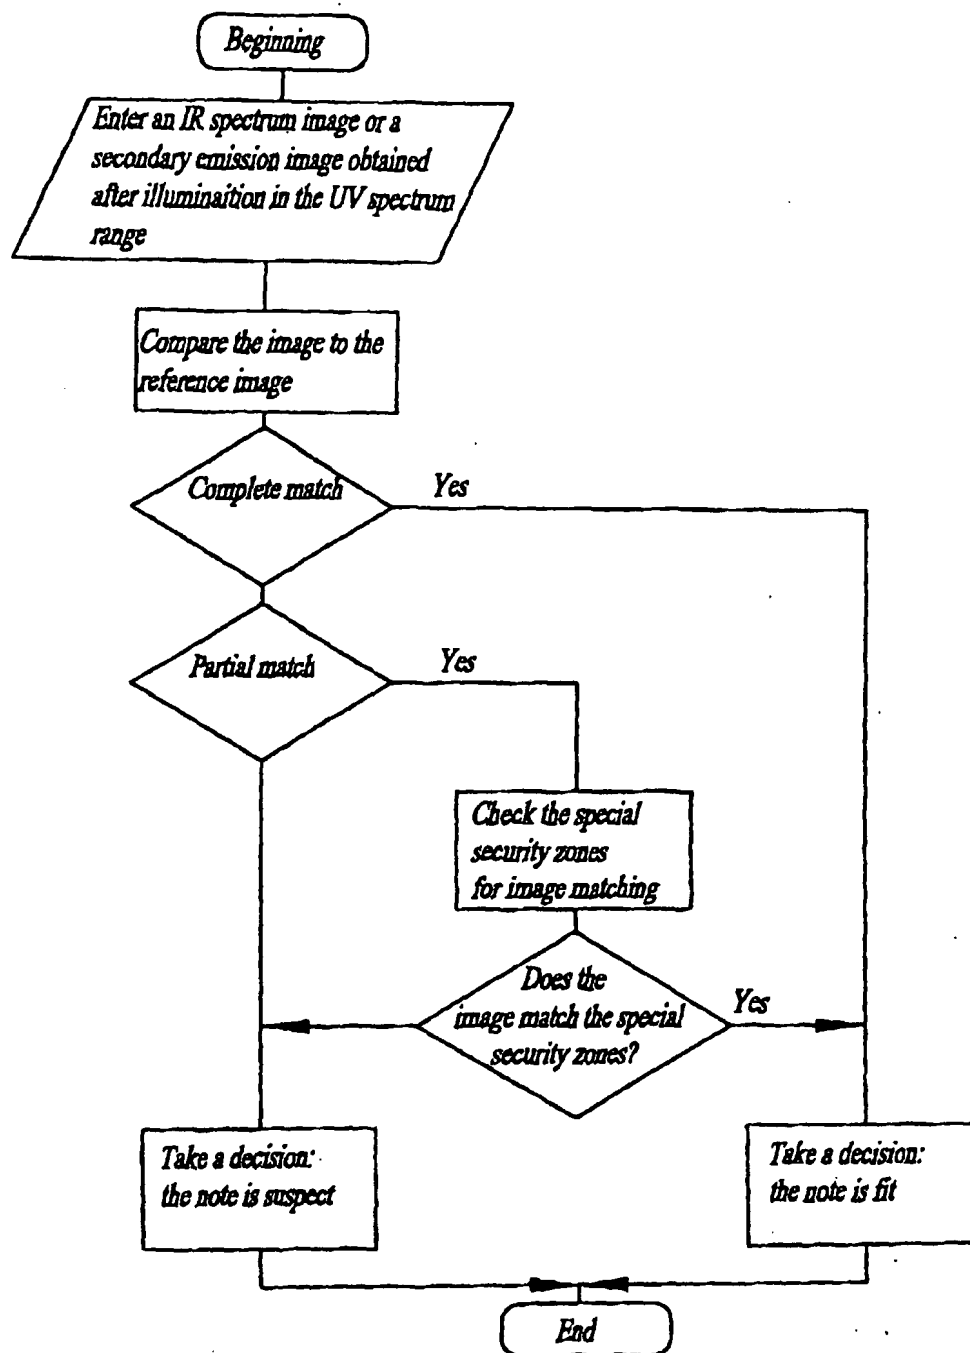 Beginning
Enter an IR spectrum image or a
secondary emission image obtained
after illuminaition in the UV spectrum
range
Compare the image to the
reference image
Complete match
Yes
Partial match
Yes
Check the special
security zones
for image matching
Does the
image match the special
security zones?
Yes
Take a decision:
the note is suspect
Take a decision:
the note is fit
End